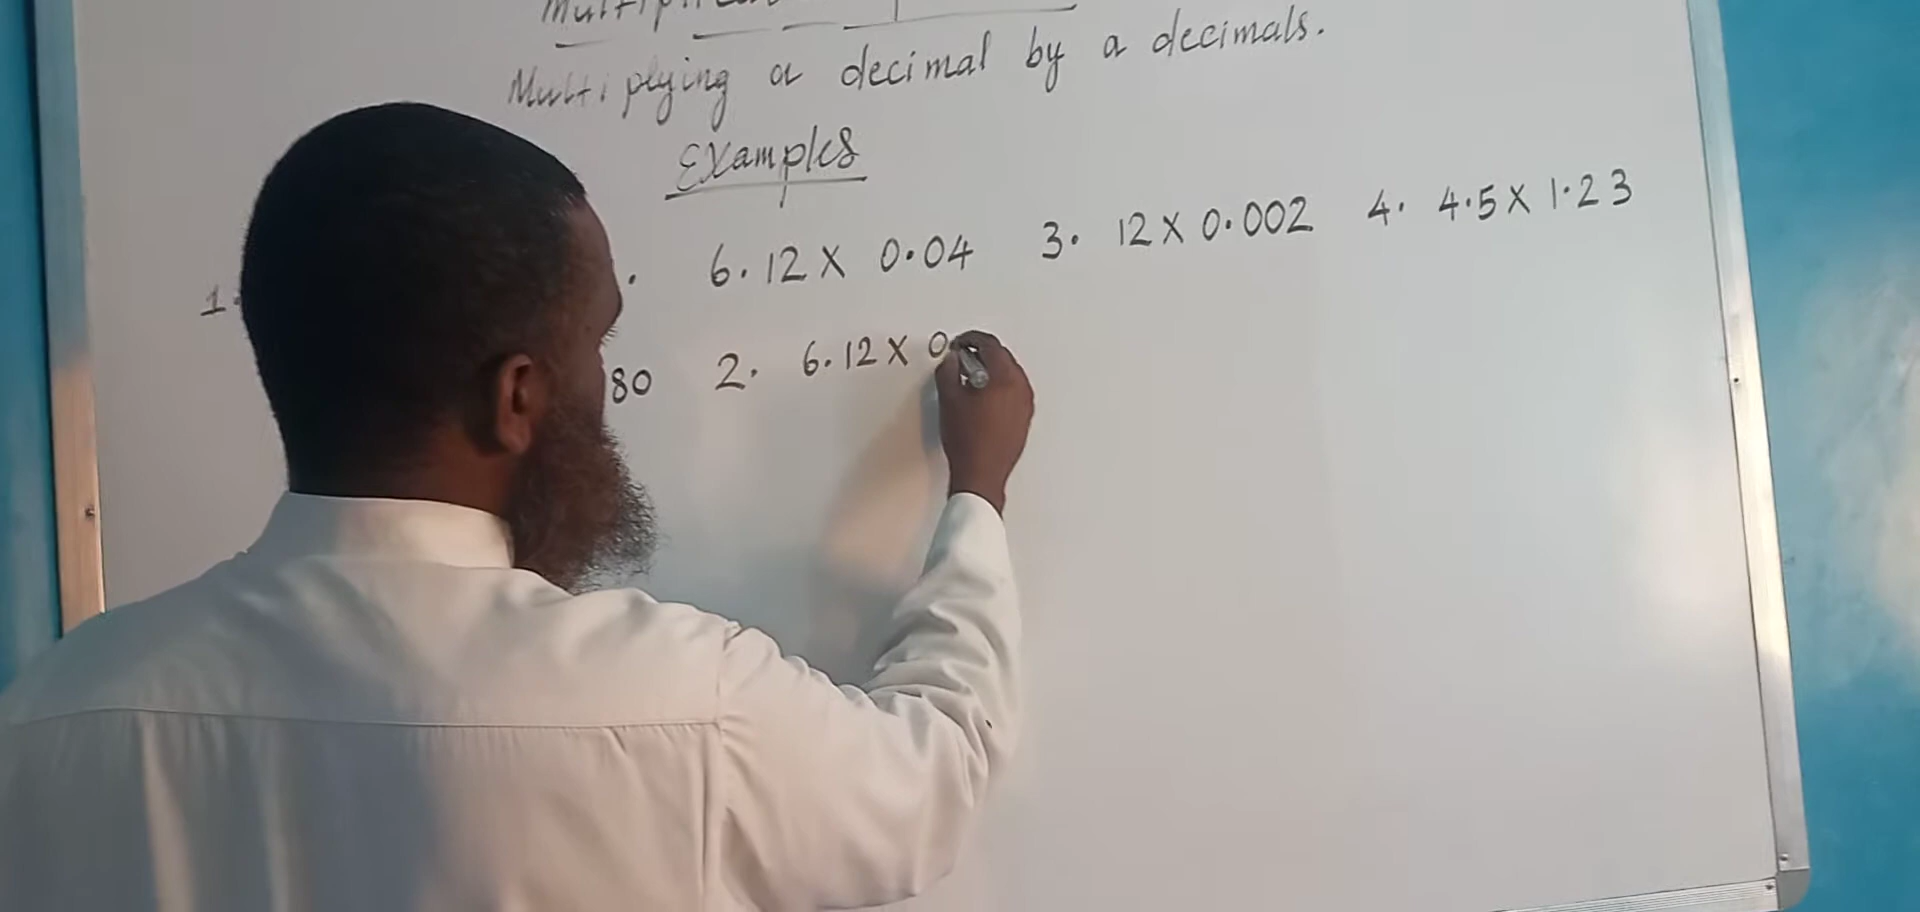 Multiplying a decimal by a decimals.
Examples
1. . 6.12 X 0.04 3. 12 X 0.002 4. 4.5 X 1.23
80 2. 6.12 X 0